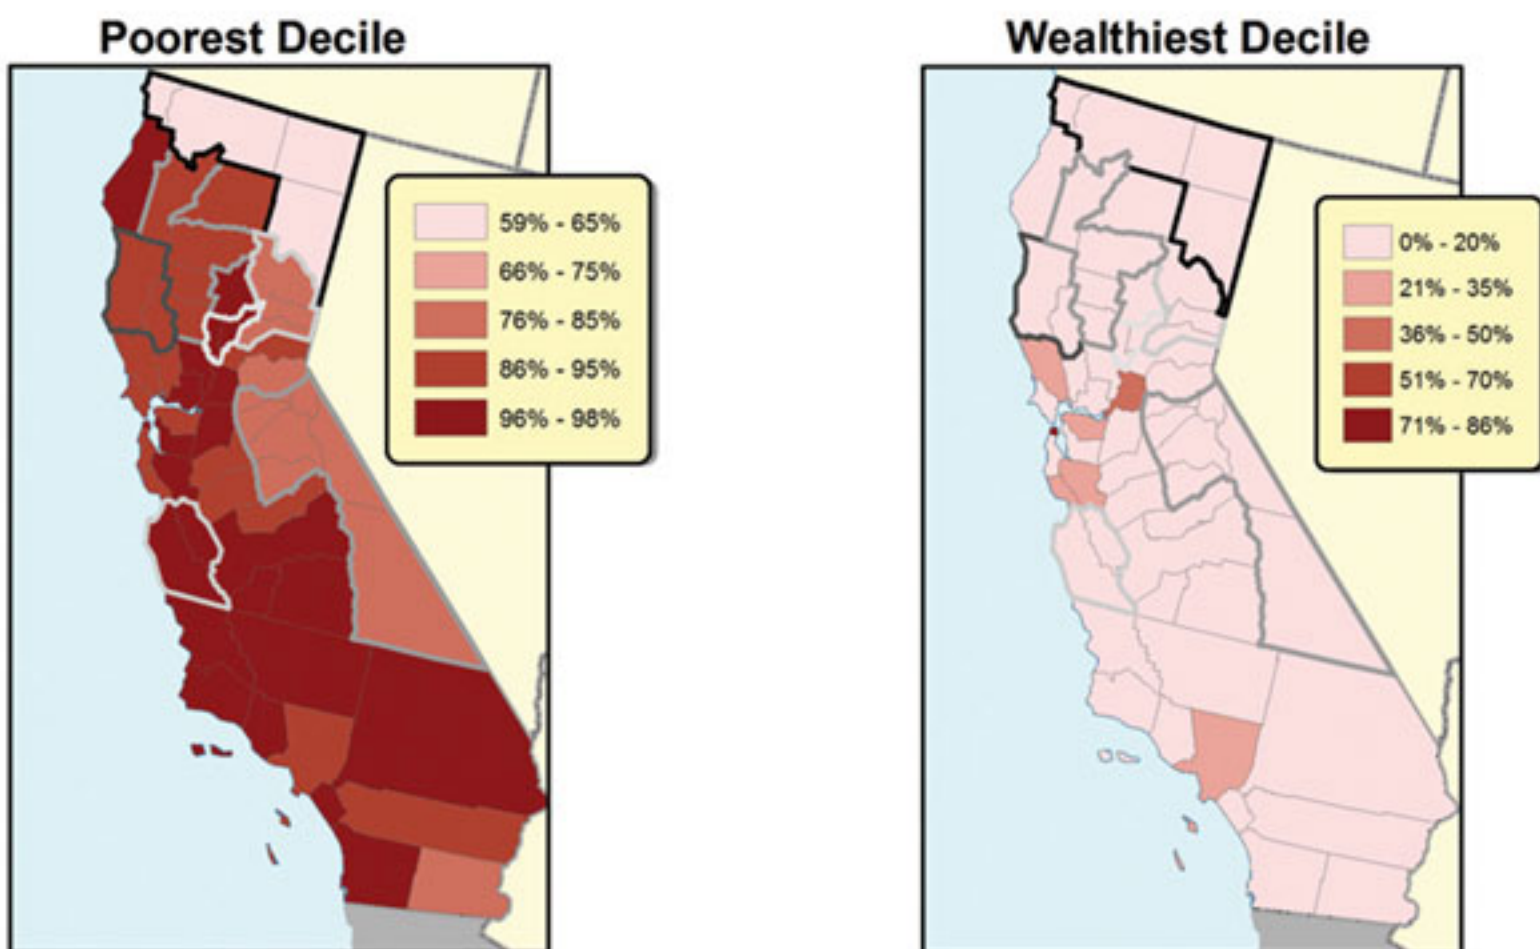 Poorest Decile
59% - 65%
66% - 75%
76% - 85%
86% - 95%
96% - 98%
Wealthiest Decile
0% - 20%
21% - 35%
36% - 50%
51% - 70%
71% - 86%